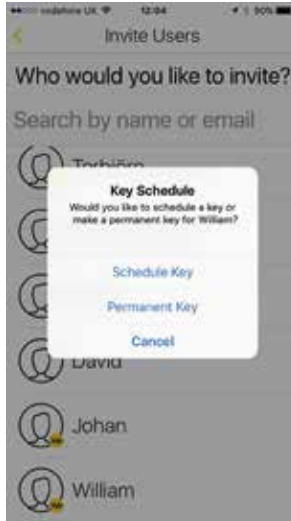 vodafone UK 12:04 90%
Invite Users
Who would you like to invite?
Search by name or email
Torbjörn
Key Schedule
Would you like to schedule a key or
make a permanent key for William?
Schedule Key
Permanent Key
Cancel
David
Johan
William